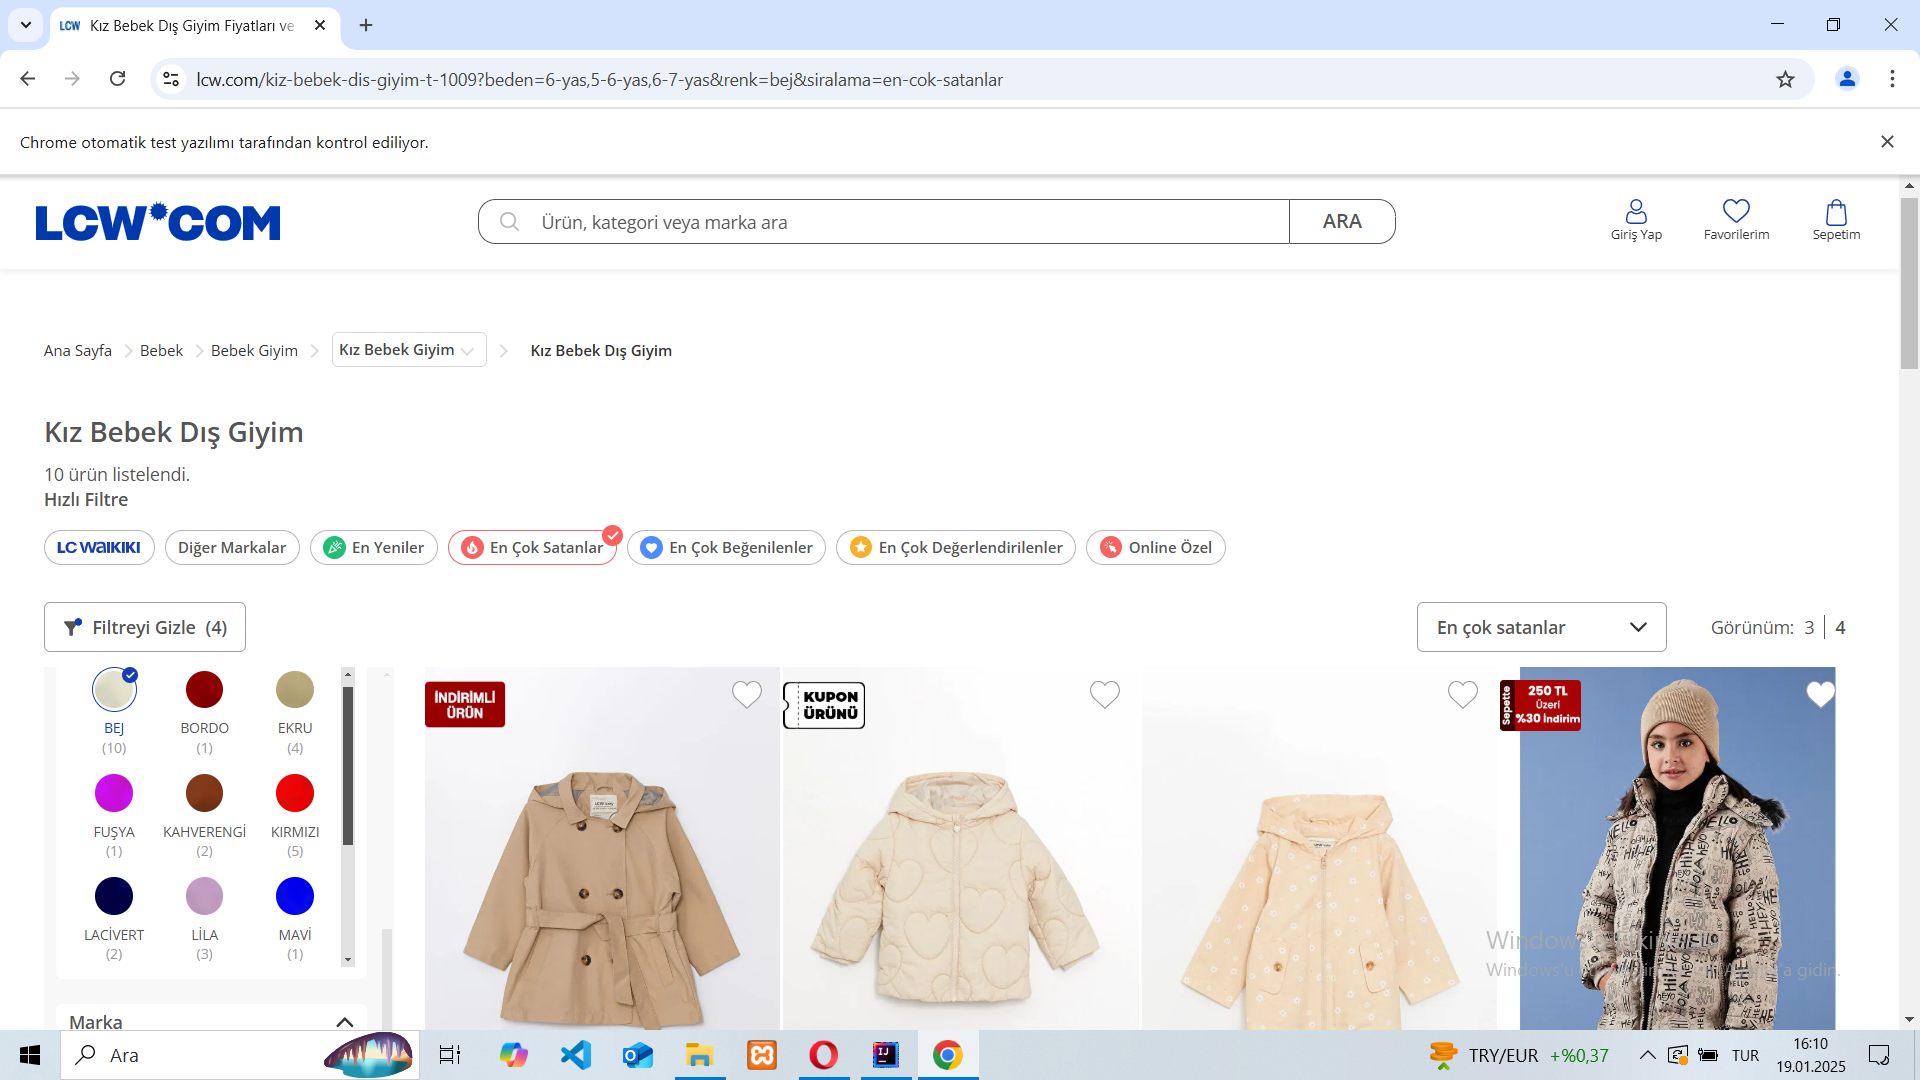 LCW Kız Bebek Dış Giyim Fiyatları ve
lcw.com/kiz-bebek-dis-giyim-t-1009?beden=6-yas,5-6-yas,6-7-yas&renk=bej&siralama=en-cok-satanlar
Chrome otomatik test yazılımı tarafından kontrol ediliyor.
LCW COM
Ürün, kategori veya marka ara
ARA
Giriş Yap
Favorilerim
Sepetim
Ana Sayfa
Bebek
Bebek Giyim
Kız Bebek Giyim
Kız Bebek Dış Giyim
Kız Bebek Dış Giyim
10 ürün listelendi.
Hızlı Filtre
LC WAIKIKI
Diğer Markalar
En Yeniler
En Çok Satanlar
En Çok Beğenilenler
En Çok Değerlendirilenler
Online Özel
Filtreyi Gizle (4)
En çok satanlar
Görünüm: 3 | 4
BEJ
(10)
BORDO
(1)
EKRU
(4)
FUŞYA
(1)
KAHVERENGİ
(2)
KIRMIZI
(5)
LACİVERT
(2)
LİLA
(3)
MAVİ
(1)
Marka
İNDİRİMLİ
ÜRÜN
KUPON
ÜRÜNÜ
Sepette
250 TL
Üzeri
%30 İndirim
Ara
TRY/EUR +%0,37
TUR
16:10
19.01.2025